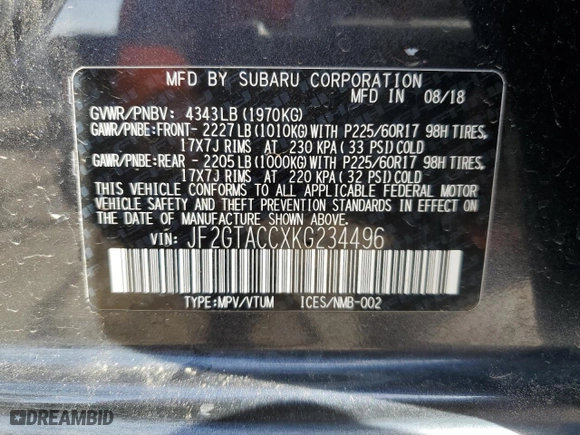 MFD BY SUBARU CORPORATION
GVWR/PNBV: 4343LB(1970KG) 08/18
GAWR/PNBE:FRONT- 2227LB(1010KG)WITH P225/60R17 98H TIRES,
17X7J RIMS AT 230 KPA( 33 PSI)COLD
GAWR/PNBE:REAR - 2205LB(1000KG)WITH P225/60R17 98H TIRES,
17X7J RIMS AT 220 KPA( 32 PSI)COLD
THIS VEHICLE CONFORMS TO ALL APPLICABLE FEDERAL MOTOR
VEHICLE SAFETY AND THEFT PREVENTION STANDARDS IN EFFECT ON
THE DATE OF MANUFACTURE SHOWN ABOVE.
VIN: JF2GTACCXKG234496
TYPE:MPV/VTUM ICES/NMB-002
DREAMBID